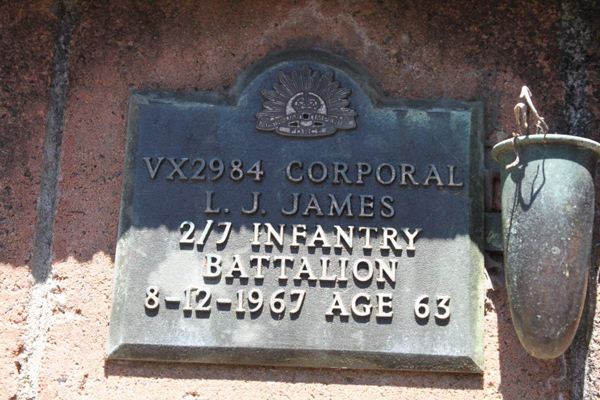 VX2984 CORPORAL
L. J. JAMES
2/7 INFANTRY
BATTALION
8-12-1967 AGE 63